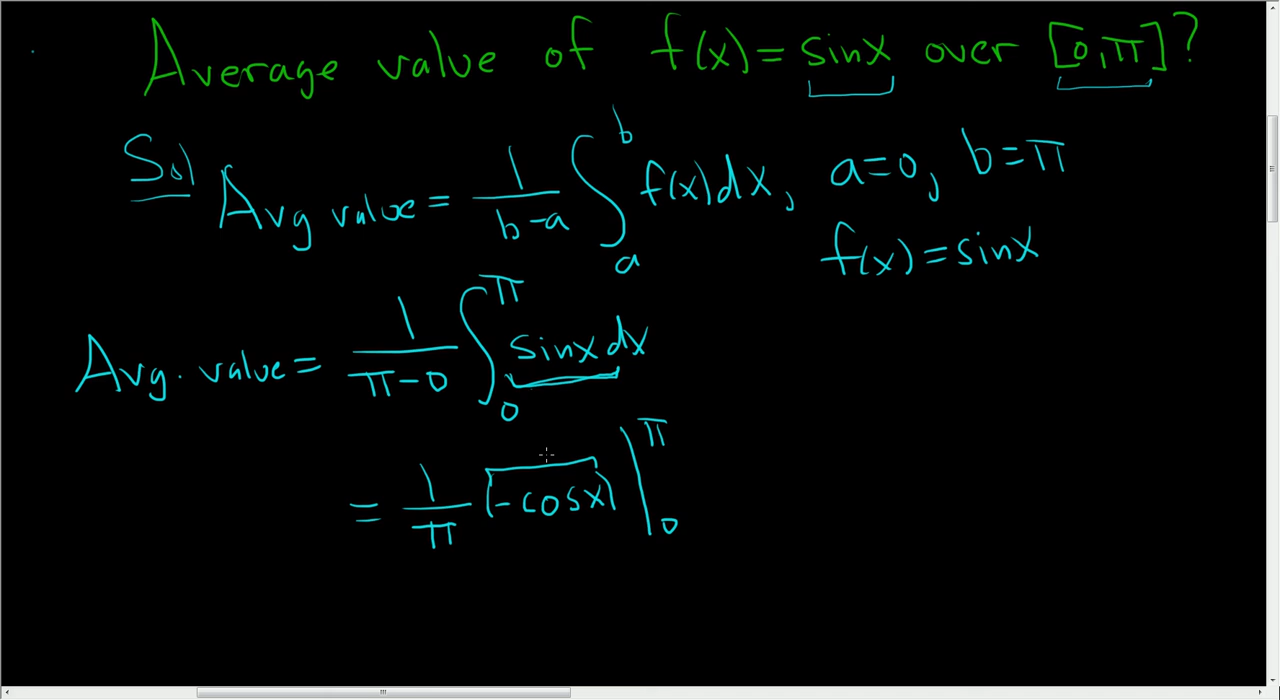 Average value of f(x) = sinx over [0,π]?
Sol
Avg value = 1/(b-a) ∫_a^b f(x)dx, a=0, b=π
f(x) = sinx
Avg. value = 1/(π-0) ∫_0^π sinx dx
= 1/π (-cosx) |_0^π